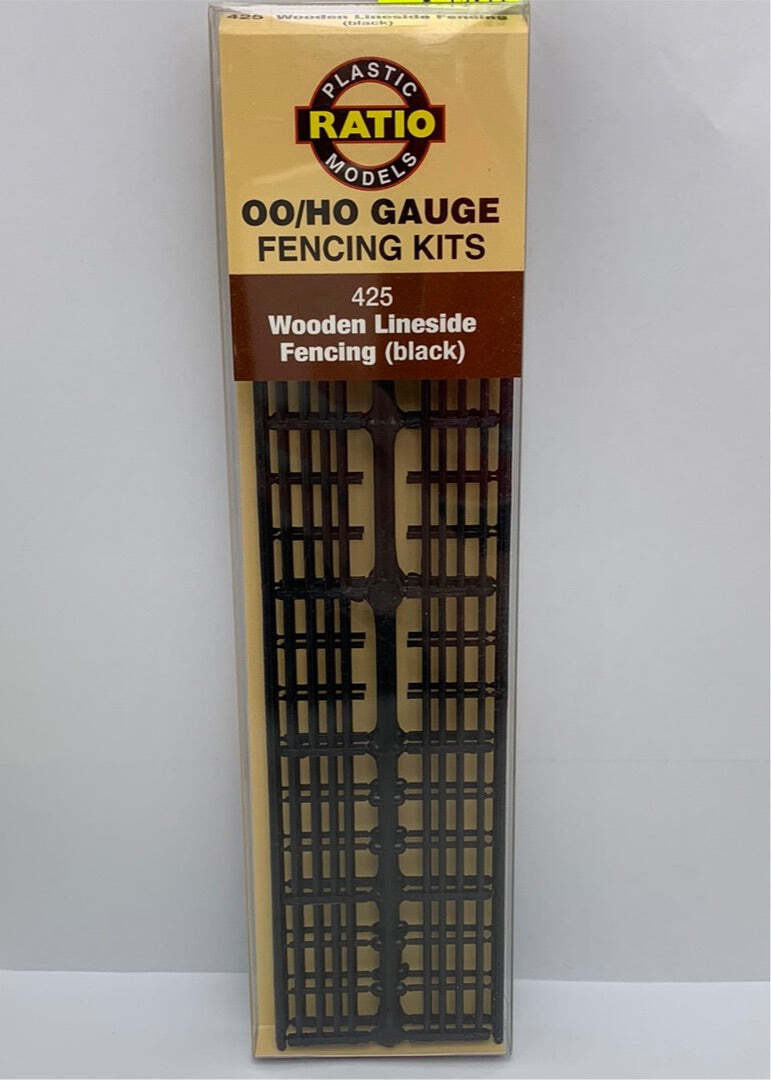 425 Wooden Lineside Fencing
(black)
PLASTIC
RATIO
MODELS
OO/HO GAUGE
FENCING KITS
425
Wooden Lineside
Fencing (black)